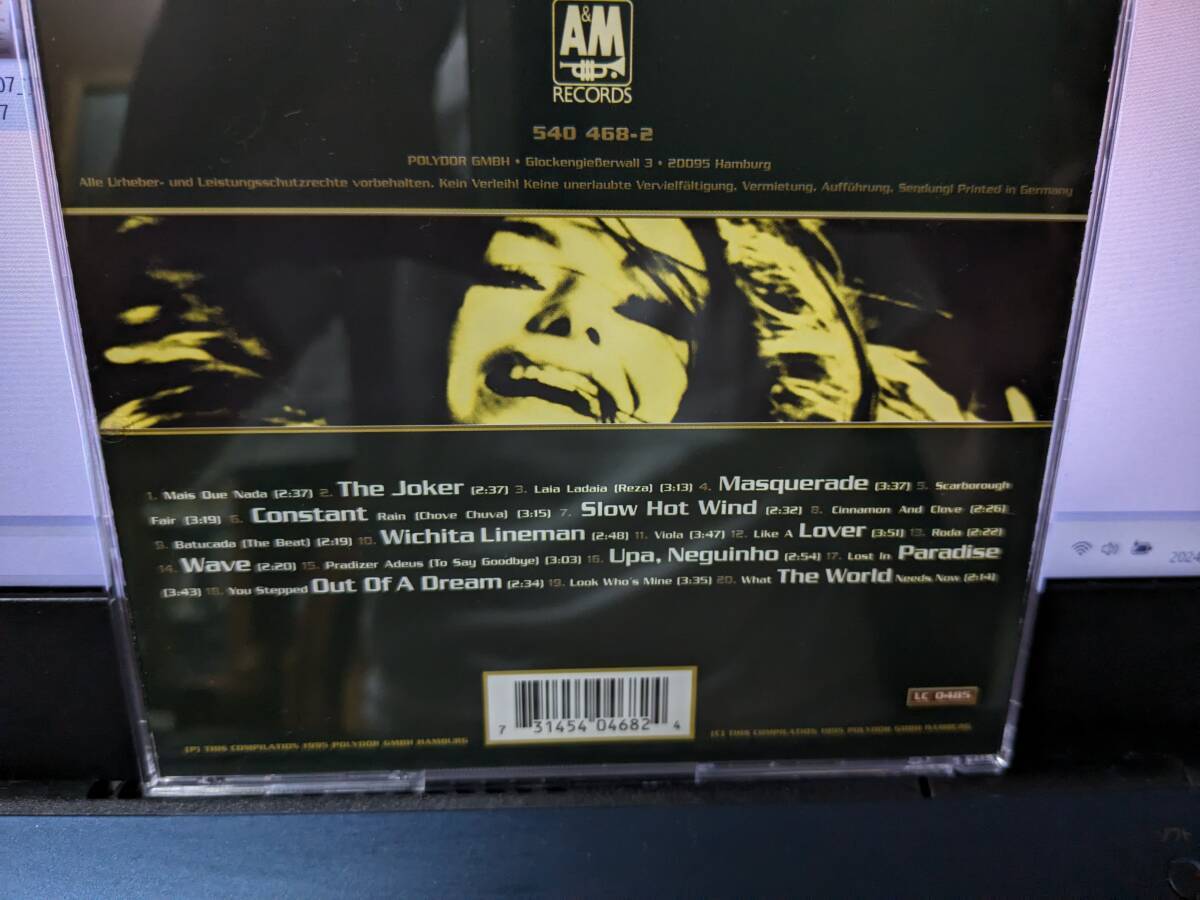 07_
7
A&M
RECORDS
540 468-2
POLYDOR GMBH • Glockengießerwall 3 • 20095 Hamburg
Alle Urheber- und Leistungsschutzrechte vorbehalten. Kein Verleih! Keine unerlaubte Vervielfältigung, Vermietung, Aufführung, Sendung! Printed in Germany
1. Mais Que Nada (2:37) 2. The Joker (2:37) 3. Laia Ladaia (Reza) (3:13) 4. Masquerade (3:37) 5. Scarborough
Fair (3:19) 6. Constant Rain (Chove Chuva) (3:15) 7. Slow Hot Wind (2:32) 8. Cinnamon And Clove (2:26)
9. Batucada (The Beat) (2:19) 10. Wichita Lineman (2:48) 11. Viola (3:47) 12. Like A Lover (3:51) 13. Roda (2:22)
14. Wave (2:20) 15. Pradizer Adeus (To Say Goodbye) (3:03) 16. Upa, Neguinho (2:54) 17. Lost In Paradise
(3:43) 18. You Stepped Out Of A Dream (2:34) 19. Look Who's Mine (3:35) 20. What The World Needs Now (2:14)
LC 0485
7 31454 04682 4
(P) THIS COMPILATION 1995 POLYDOR GMBH HAMBURG
(C) THIS COMPILATION 1995 POLYDOR GMBH HAMBURG
2024